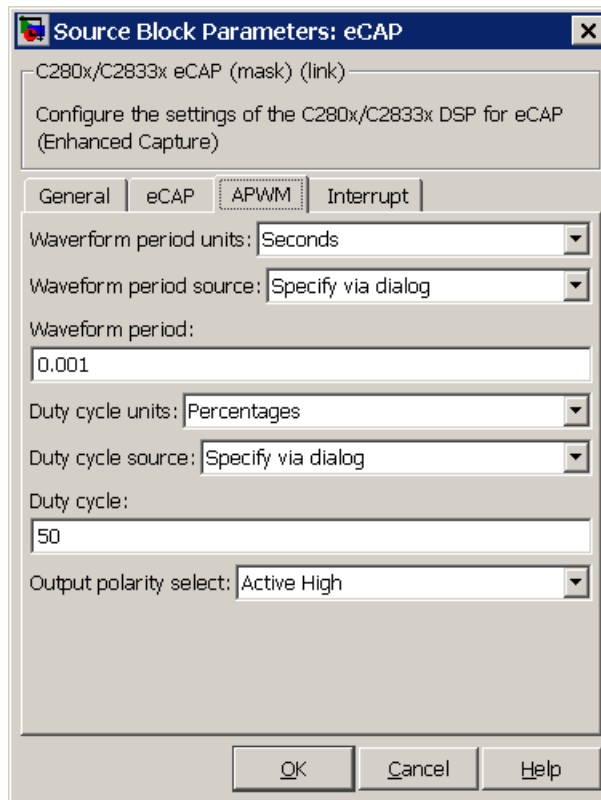 Source Block Parameters: eCAP
C280x/C2833x eCAP (mask) (link)
Configure the settings of the C280x/C2833x DSP for eCAP
(Enhanced Capture)
General eCAP APWM Interrupt
Waverform period units: Seconds
Waveform period source: Specify via dialog
Waveform period:
0.001
Duty cycle units: Percentages
Duty cycle source: Specify via dialog
Duty cycle:
50
Output polarity select: Active High
OK Cancel Help